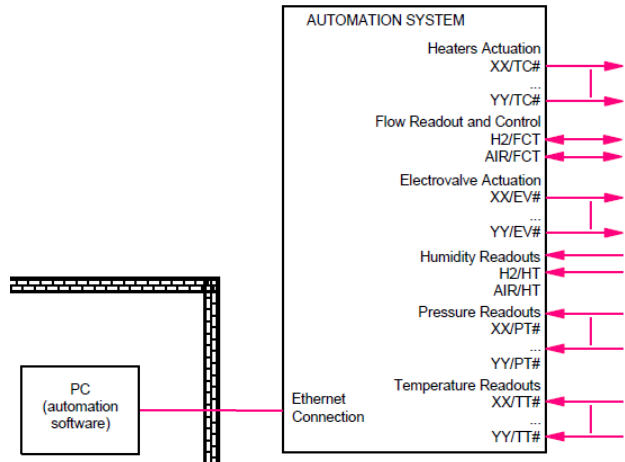 AUTOMATION SYSTEM
Heaters Actuation
XX/TC#
...
YY/TC#
Flow Readout and Control
H2/FCT
AIR/FCT
Electrovalve Actuation
XX/EV#
...
YY/EV#
Humidity Readouts
H2/HT
AIR/HT
Pressure Readouts
XX/PT#
...
YY/PT#
Temperature Readouts
XX/TT#
...
YY/TT#
Ethernet
Connection
PC
(automation
software)